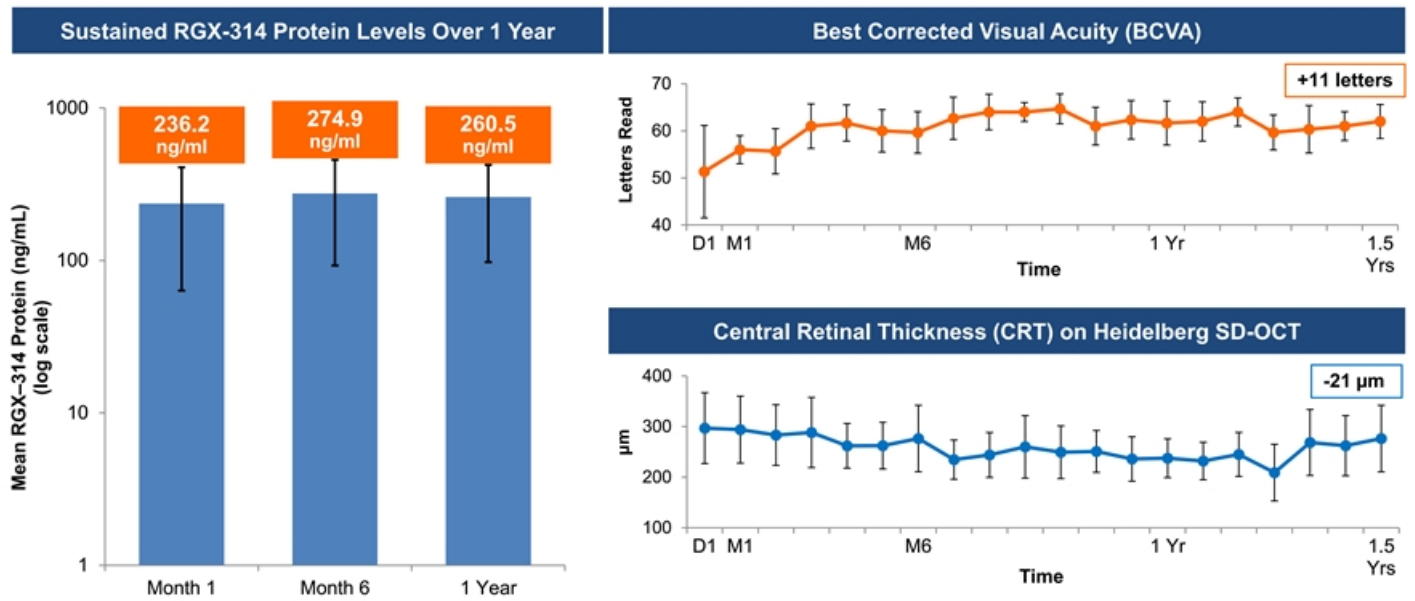 Sustained RGX-314 Protein Levels Over 1 Year
Mean RGX–314 Protein (ng/mL)
(log scale)
1000
100
10
1
236.2
ng/ml
274.9
ng/ml
260.5
ng/ml
Month 1
Month 6
1 Year
Best Corrected Visual Acuity (BCVA)
+11 letters
Letters Read
70
60
50
40
D1
M1
M6
1 Yr
1.5
Yrs
Time
Central Retinal Thickness (CRT) on Heidelberg SD-OCT
-21 µm
µm
400
300
200
100
D1
M1
M6
1 Yr
1.5
Yrs
Time